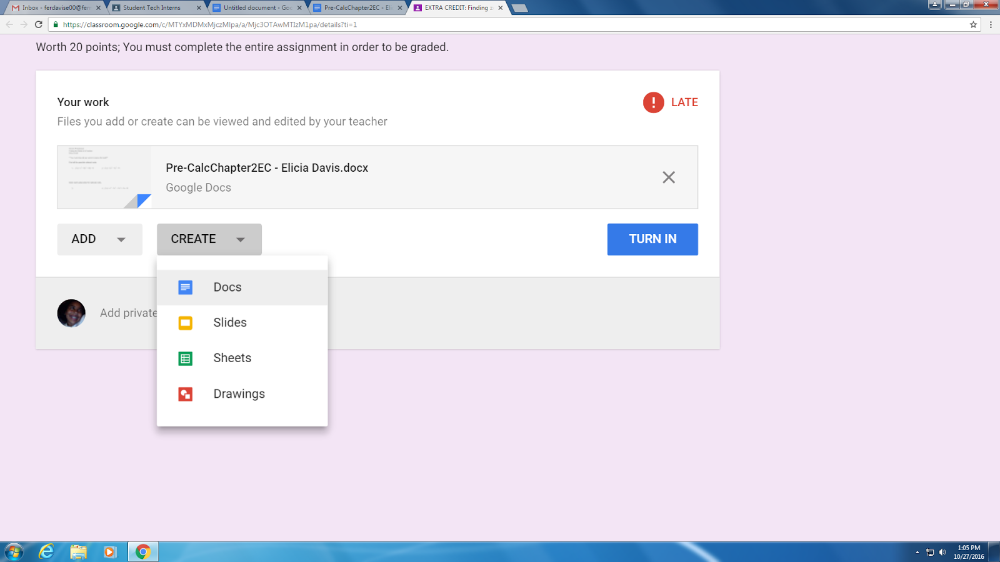 Inbox - ferdavise00@fer
Student Tech Interns
Untitled document - Goo
Pre-CalcChapter2EC - Eli
EXTRA CREDIT: Finding z
https://classroom.google.com/c/MTYxMDMxMjczMlpa/a/Mjc3OTAwMTIzM1pa/details?ti=1
Worth 20 points; You must complete the entire assignment in order to be graded.
Your work
LATE
Files you add or create can be viewed and edited by your teacher
Pre-CalcChapter2EC - Elicia Davis.docx
Google Docs
ADD
CREATE
TURN IN
Docs
Add private
Slides
Sheets
Drawings
1:05 PM
10/27/2016